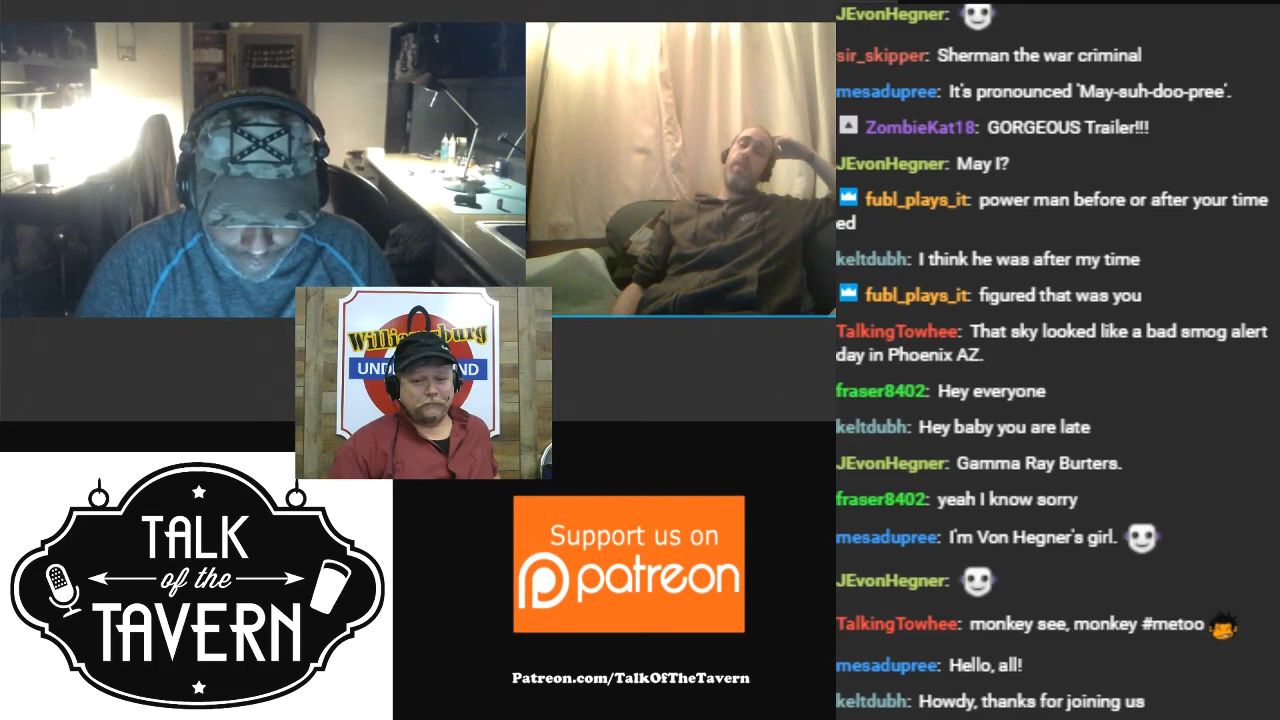 Williamsburg
UND ND
TALK
of the
TAVERN
Support us on
patreon
Patreon.com/TalkOfTheTavern
JEvonHegner:
sir_skipper: Sherman the war criminal
mesadupree: It's pronounced 'May-suh-doo-pree'.
ZombieKat18: GORGEOUS Trailer!!!
JEvonHegner: May I?
fubl_plays_it: power man before or after your time
ed
keltdubh: I think he was after my time
fubl_plays_it: figured that was you
TalkingTowhee: That sky looked like a bad smog alert
day in Phoenix AZ.
fraser8402: Hey everyone
keltdubh: Hey baby you are late
JEvonHegner: Gamma Ray Burters.
fraser8402: yeah I know sorry
mesadupree: I'm Von Hegner's girl.
JEvonHegner:
TalkingTowhee: monkey see, monkey #metoo
mesadupree: Hello, all!
keltdubh: Howdy, thanks for joining us